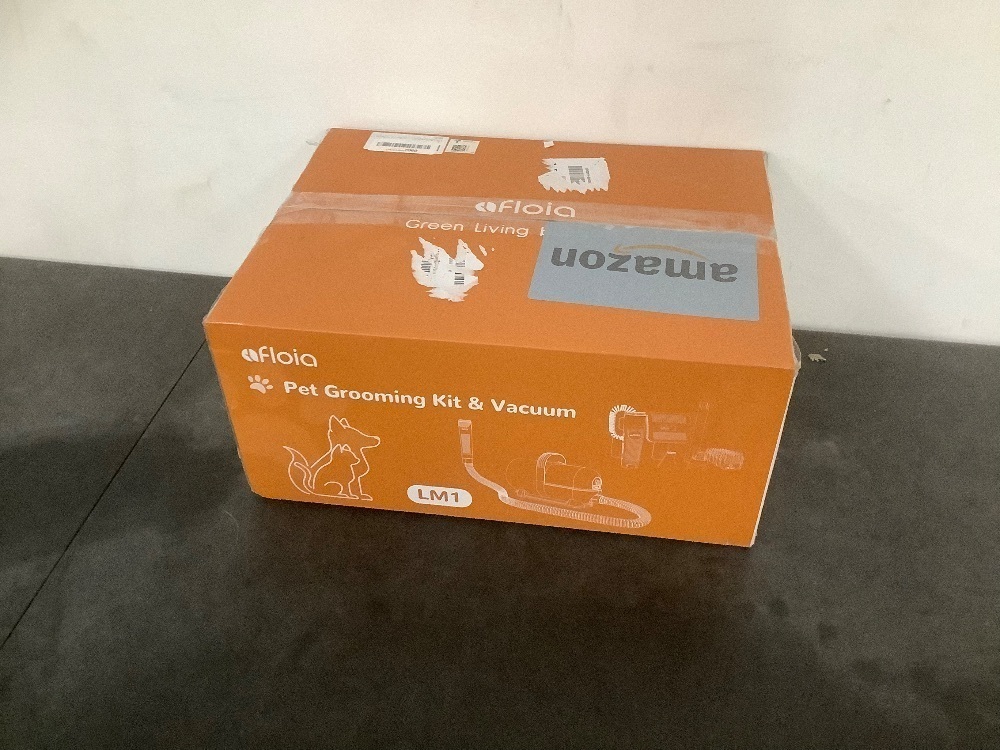 afloia
Green Living
amazon
afloia
Pet Grooming Kit & Vacuum
LM1